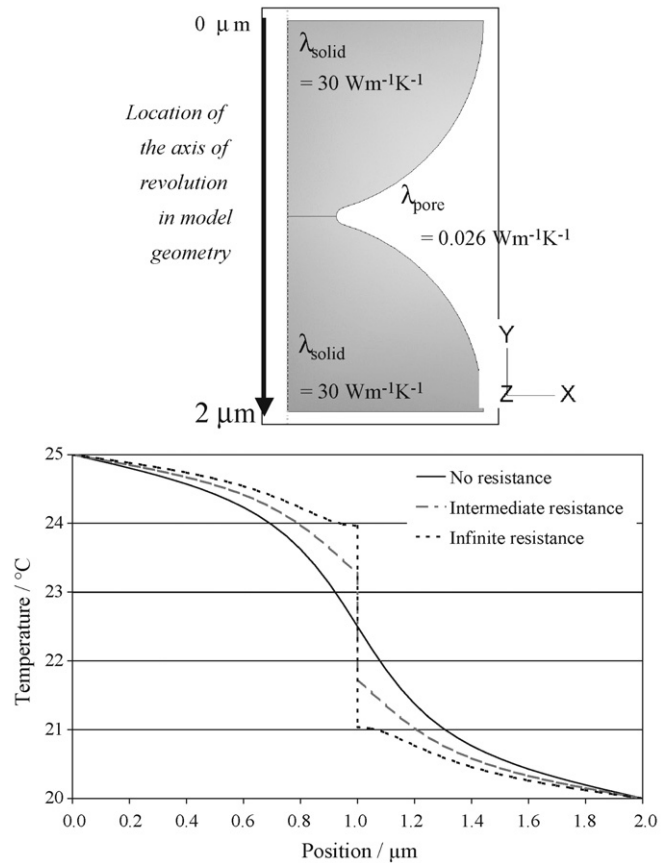 0 μm
λsolid
= 30 Wm⁻¹K⁻¹
Location of
the axis of
revolution
in model
geometry
λpore
= 0.026 Wm⁻¹K⁻¹
λsolid
= 30 Wm⁻¹K⁻¹
2 μm
Y
Z X
25
24
23
22
21
20
Temperature / °C
No resistance
Intermediate resistance
Infinite resistance
0.0 0.2 0.4 0.6 0.8 1.0 1.2 1.4 1.6 1.8 2.0
Position / μm